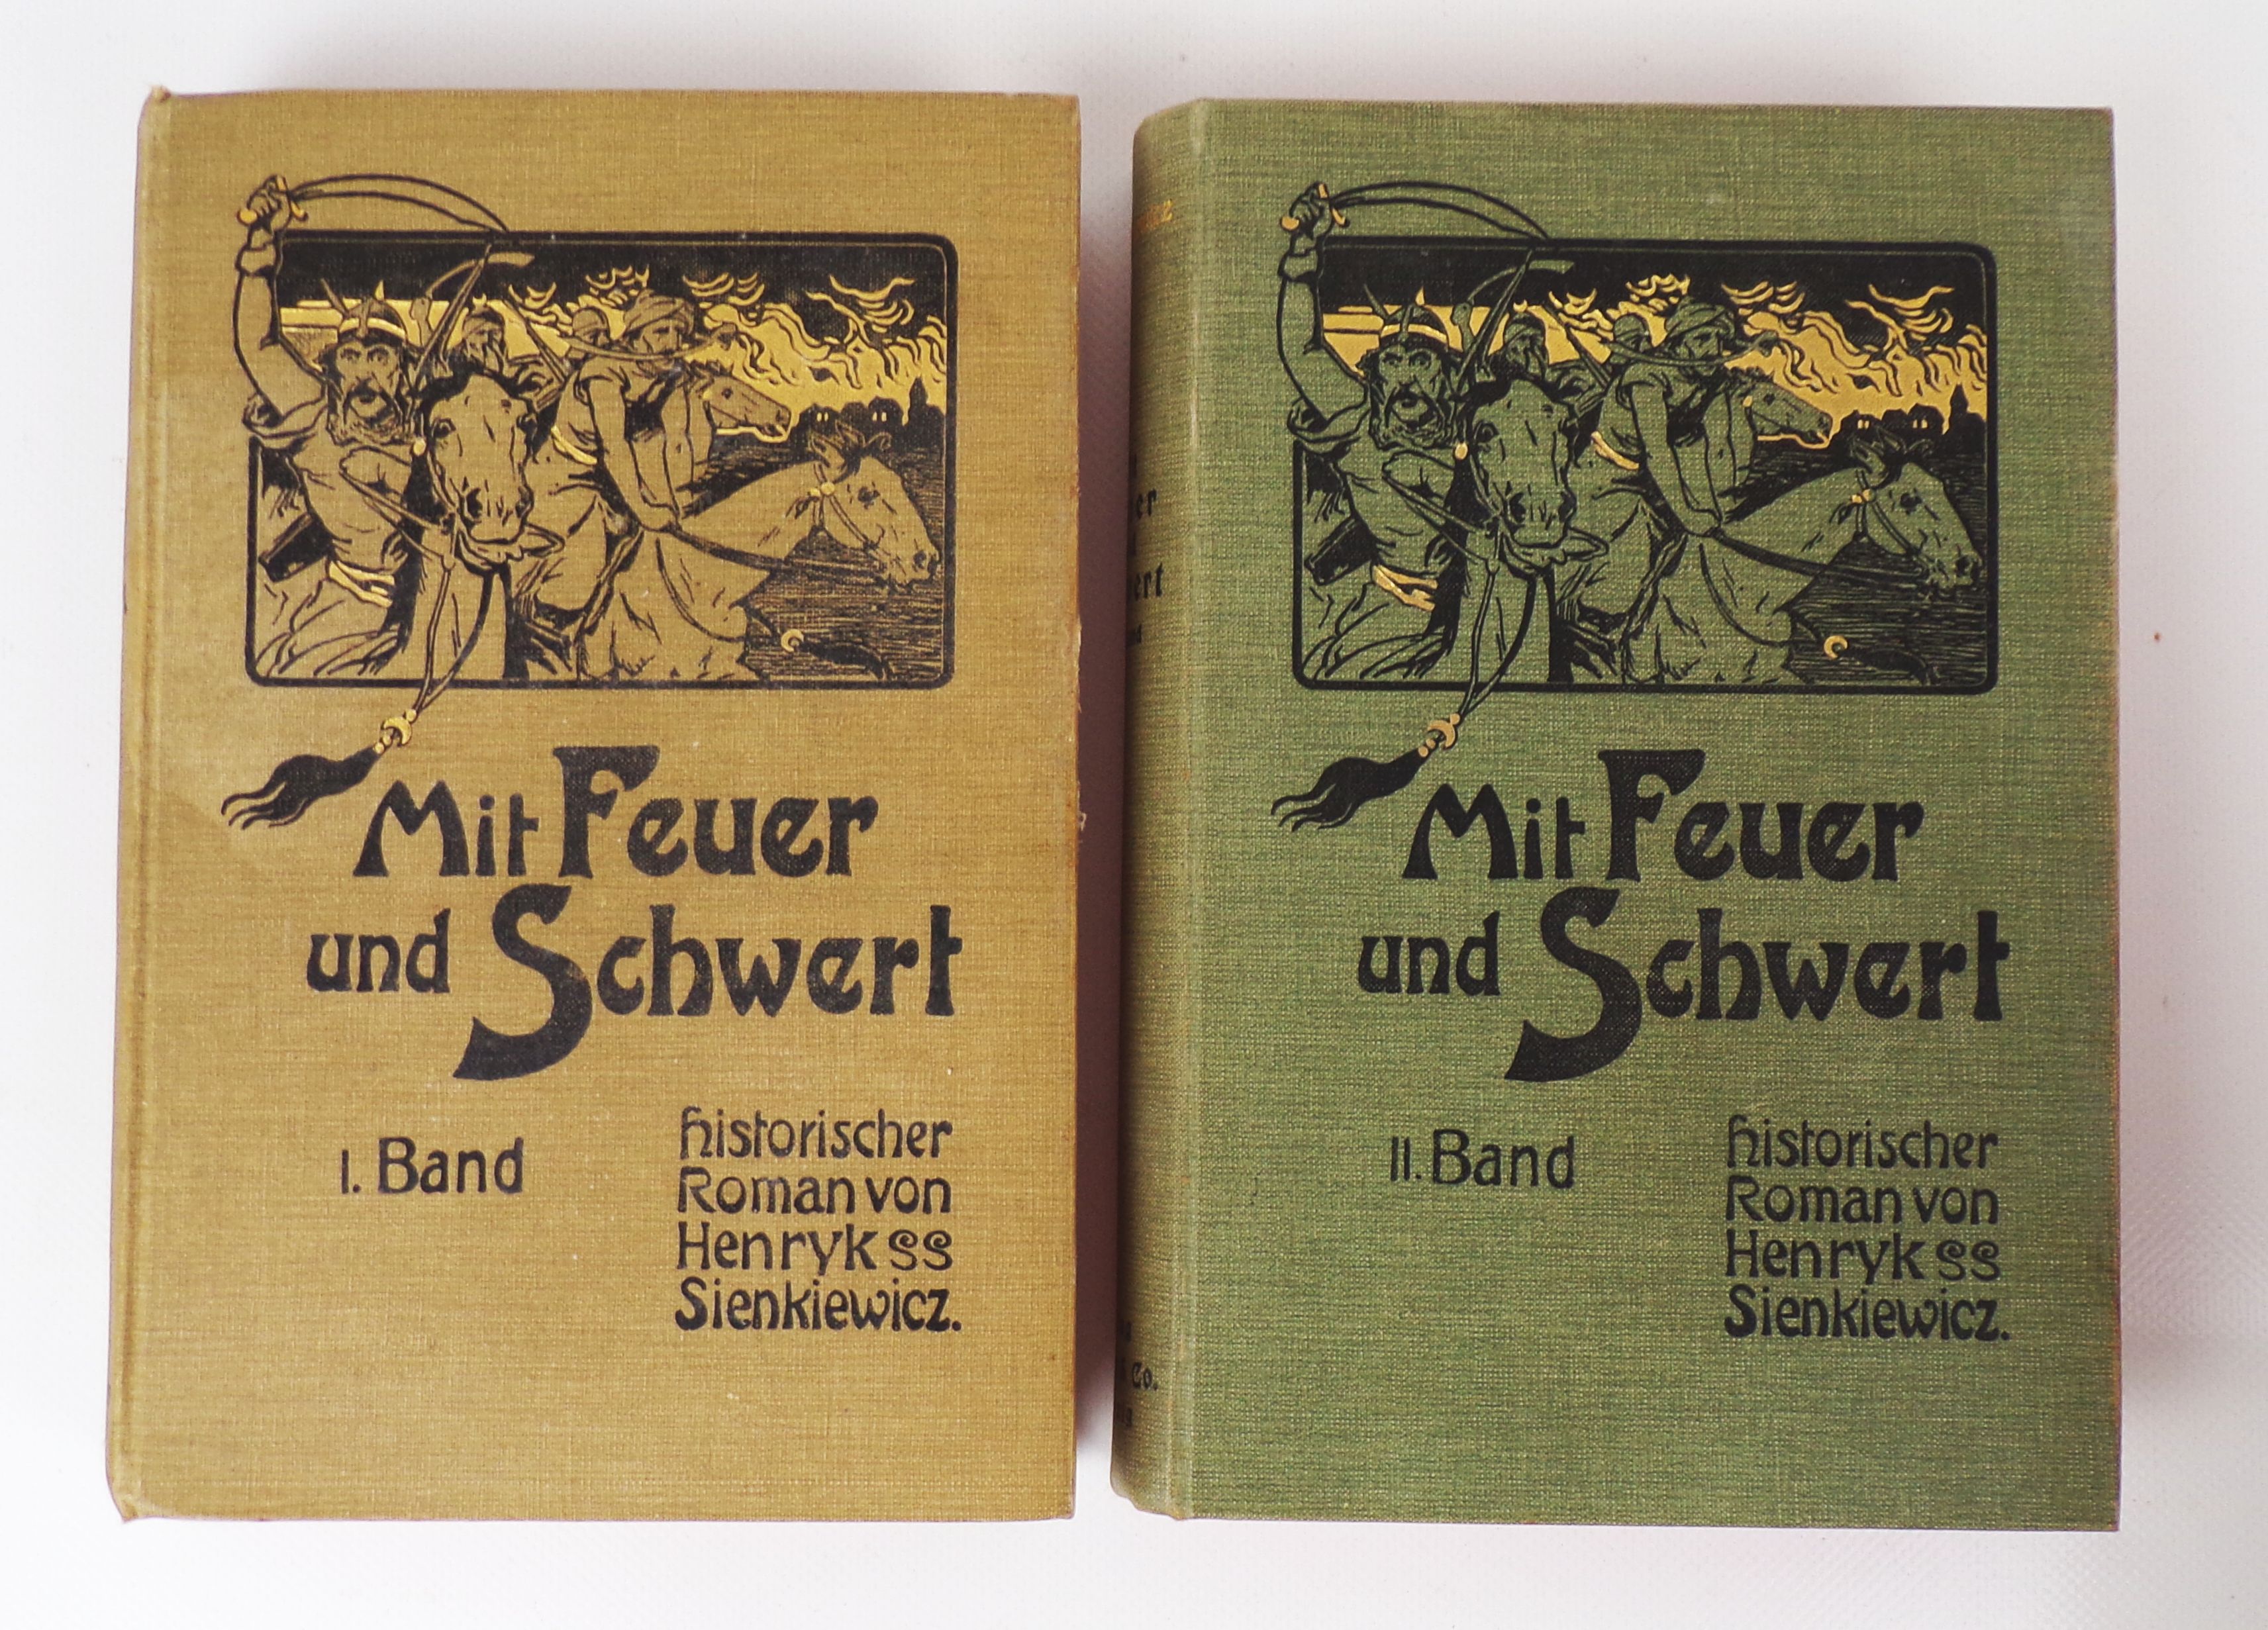 Mit Feuer
und Schwert
I. Band
Historischer
Roman von
Henryk
Sienkiewicz.
Mit Feuer
und Schwert
II. Band
Historischer
Roman von
Henryk
Sienkiewicz.
Co.